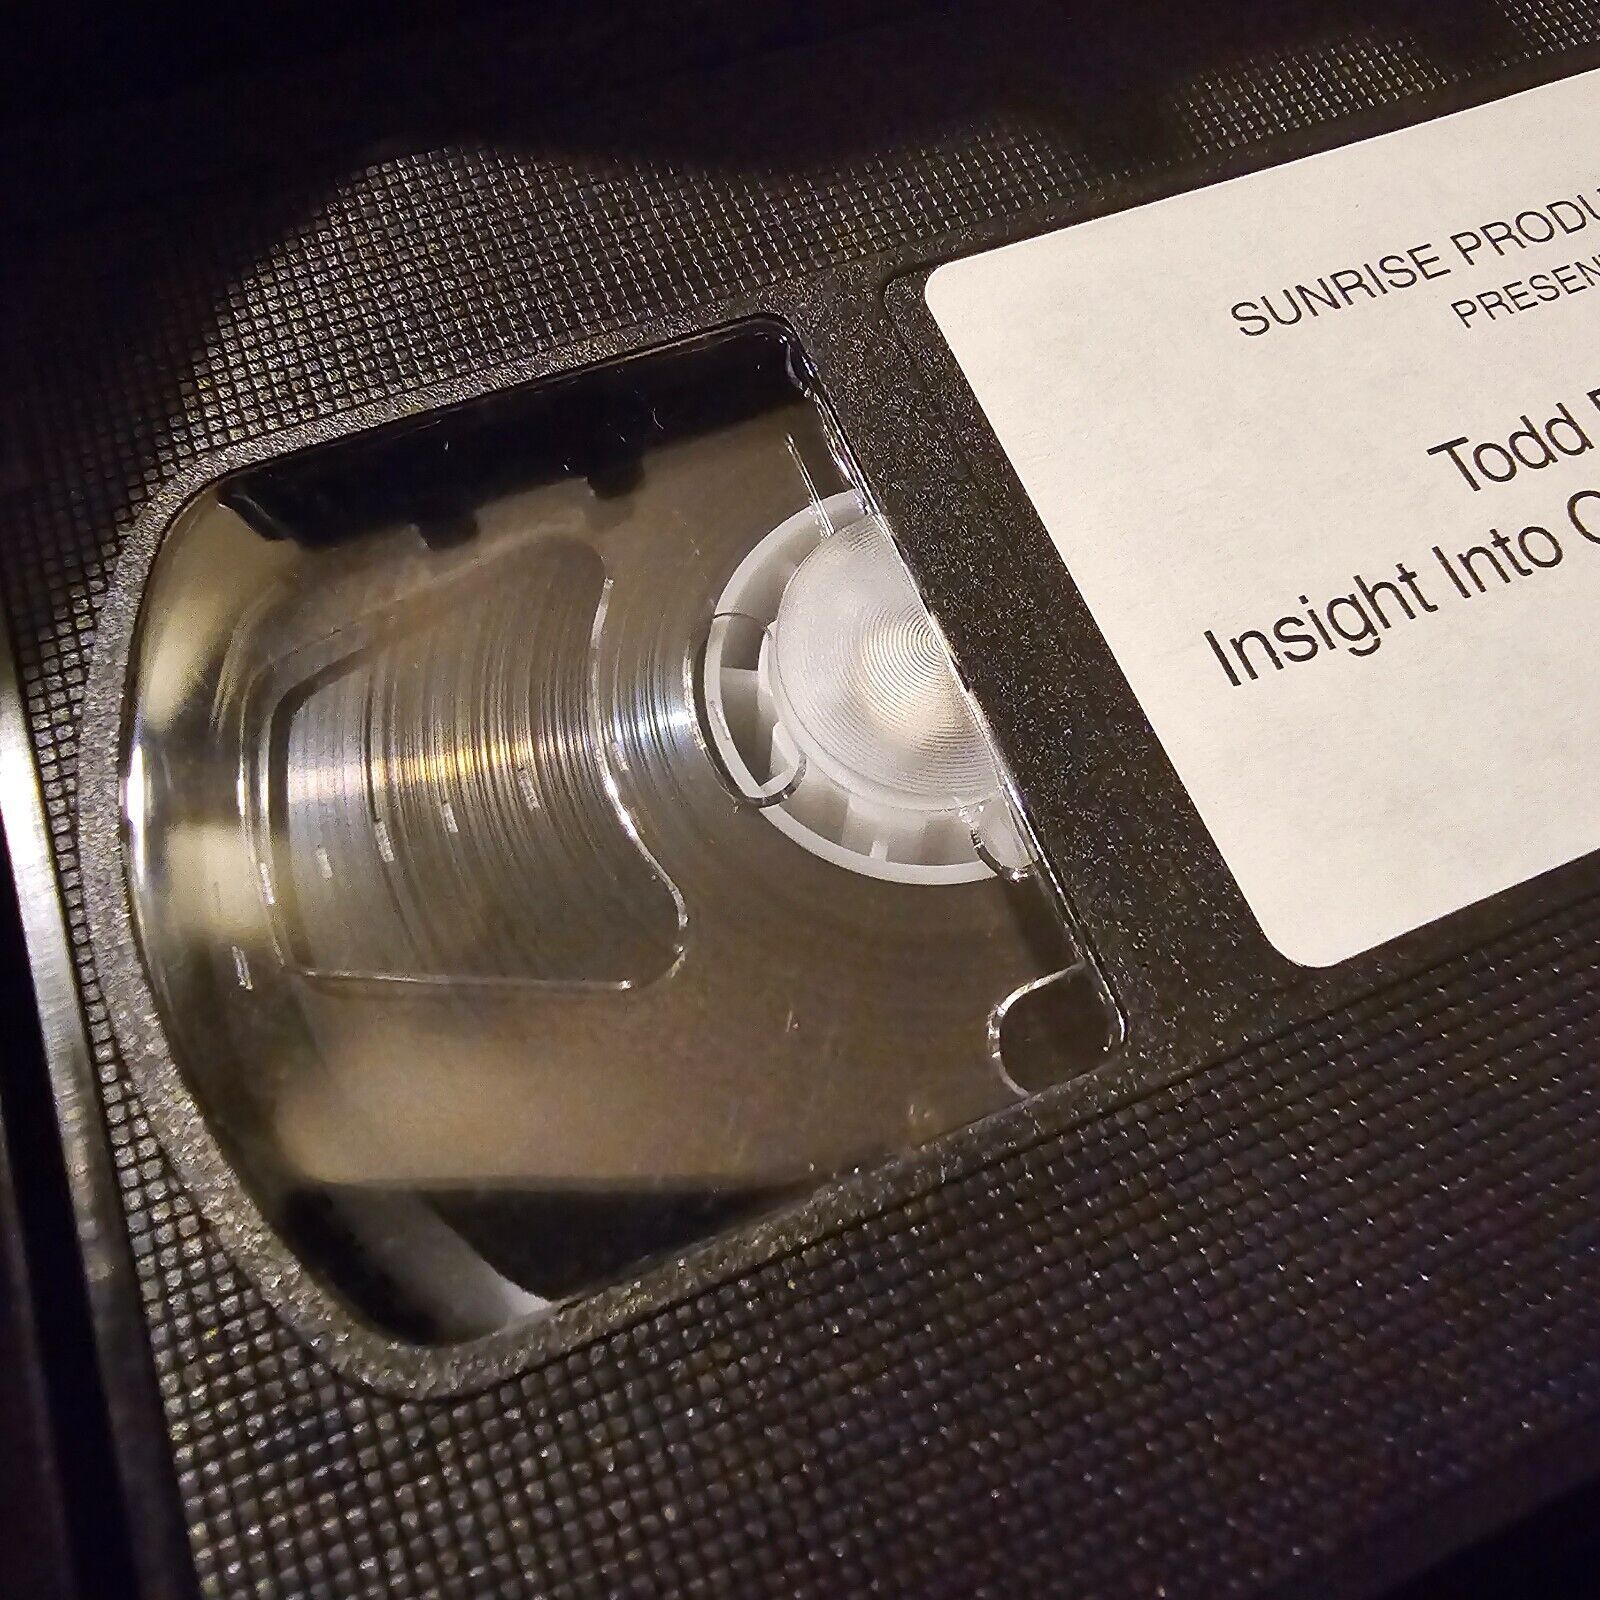 SUNRISE PRODU
PRESEN
Todd
Insight Into